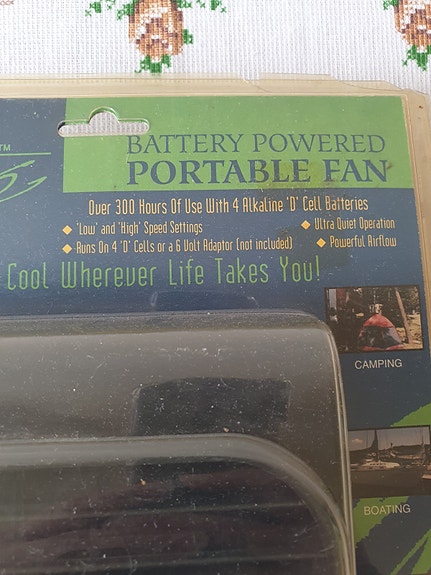 TM
BATTERY POWERED
PORTABLE FAN
Over 300 Hours Of Use With 4 Alkaline 'D' Cell Batteries
◆ 'Low' and 'High' Speed Settings ◆ Ultra Quiet Operation
◆ Runs On 4 'D' Cells or a 6 Volt Adaptor (not included) ◆ Powerful Airflow
Cool Wherever Life Takes You!
CAMPING
BOATING